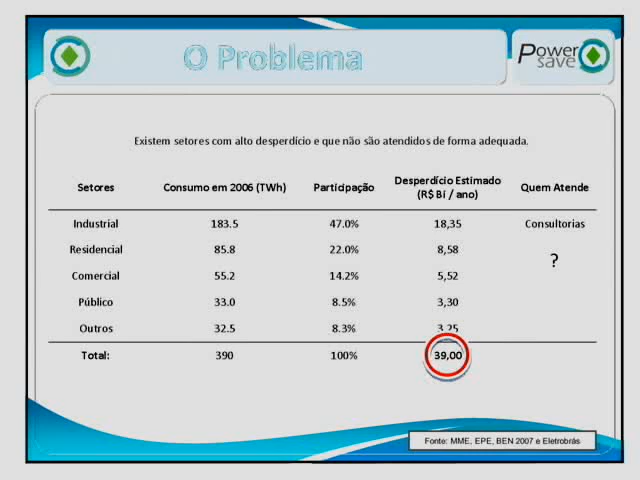 O Problema
Power
save
Existem setores com alto desperdício e que não são atendidos de forma adequada.
Setores Consumo em 2006 (TWh) Participação Desperdício Estimado (R$ Bí / ano) Quem Atende
Industrial 183.5 47.0% 18,35 Consultorias
Residencial 85.8 22.0% 8,58 ?
Comercial 55.2 14.2% 5,52
Público 33.0 8.5% 3,30
Outros 32.5 8.3% 3,25
Total: 390 100% 39,00
Fonte: MME, EPE, BEN 2007 e Eletrobrás